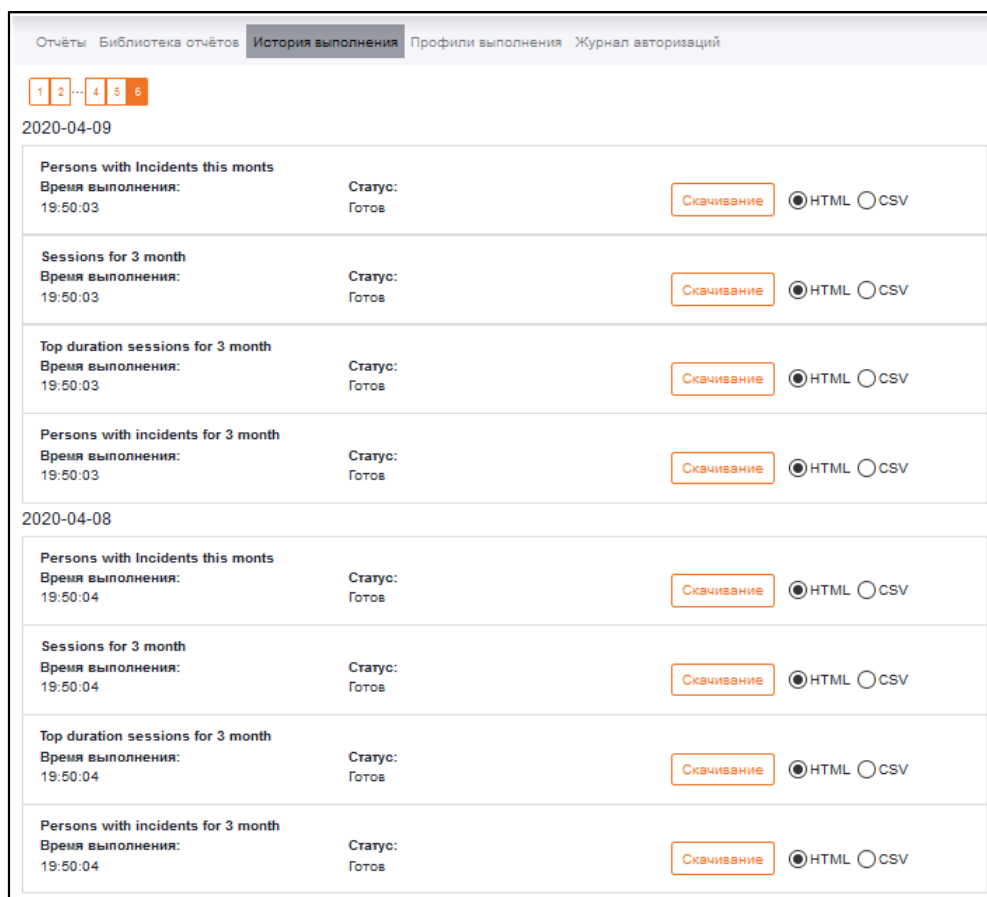 Отчёты Библиотека отчётов История выполнения Профили выполнения Журнал авторизаций
1 2 ... 4 5 6
2020-04-09
Persons with Incidents this monts
Время выполнения: Статус:
19:50:03 Готов Скачивание HTML CSV
Sessions for 3 month
Время выполнения: Статус:
19:50:03 Готов Скачивание HTML CSV
Top duration sessions for 3 month
Время выполнения: Статус:
19:50:03 Готов Скачивание HTML CSV
Persons with incidents for 3 month
Время выполнения: Статус:
19:50:03 Готов Скачивание HTML CSV
2020-04-08
Persons with Incidents this monts
Время выполнения: Статус:
19:50:04 Готов Скачивание HTML CSV
Sessions for 3 month
Время выполнения: Статус:
19:50:04 Готов Скачивание HTML CSV
Top duration sessions for 3 month
Время выполнения: Статус:
19:50:04 Готов Скачивание HTML CSV
Persons with incidents for 3 month
Время выполнения: Статус:
19:50:04 Готов Скачивание HTML CSV